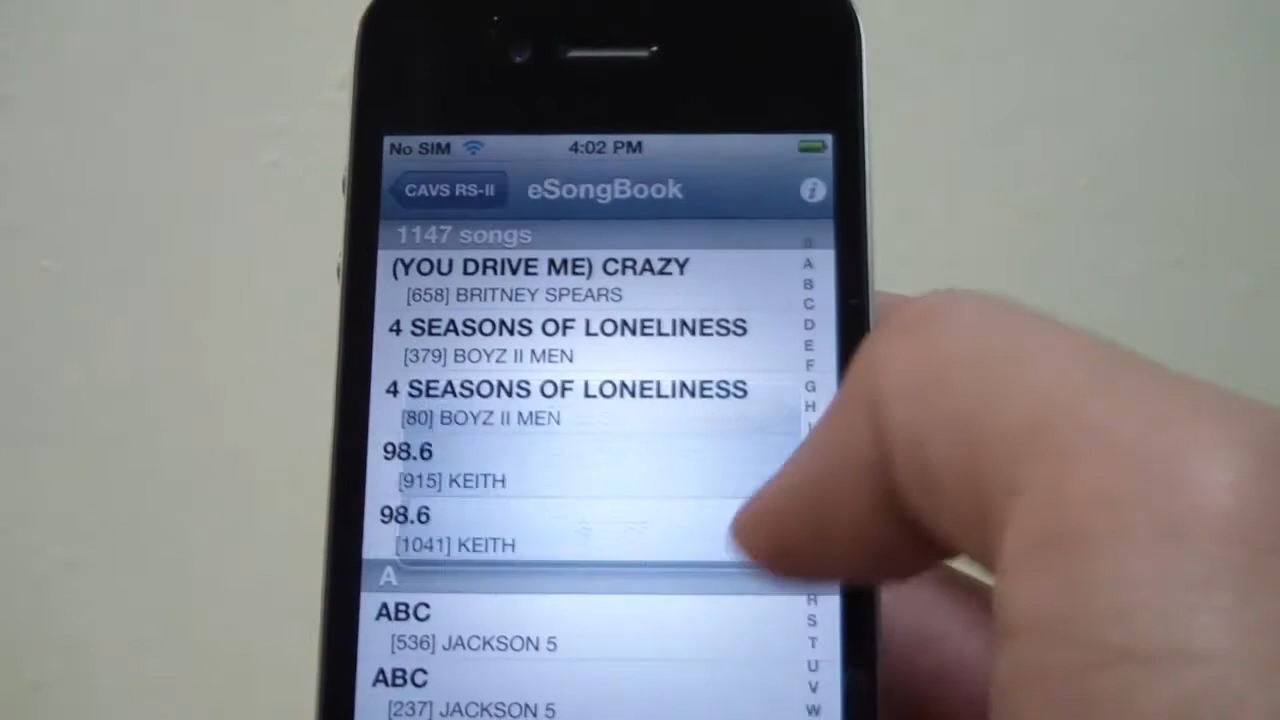 No SIM 4:02 PM
CAVS RS-II eSongBook i
1147 songs
(YOU DRIVE ME) CRAZY
[658] BRITNEY SPEARS
4 SEASONS OF LONELINESS
[379] BOYZ II MEN
4 SEASONS OF LONELINESS
[80] BOYZ II MEN
98.6
[915] KEITH
98.6
[1041] KEITH
A
ABC
[536] JACKSON 5
ABC
[237] JACKSON 5
A
B
C
D
E
F
G
H
R
S
T
U
V
W